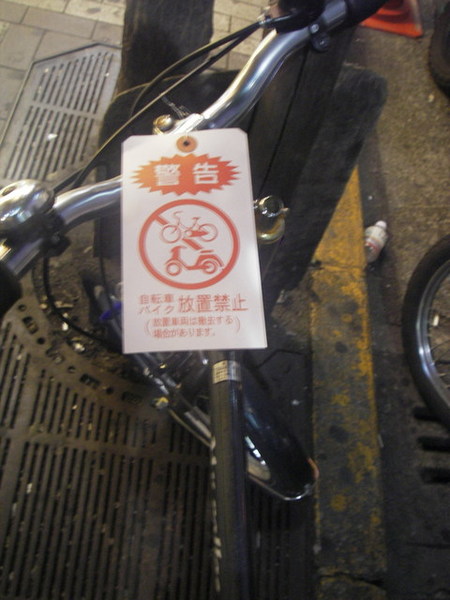 警告
自転車
バイク 放置禁止
(放置車両は撤去する
場合があります。)